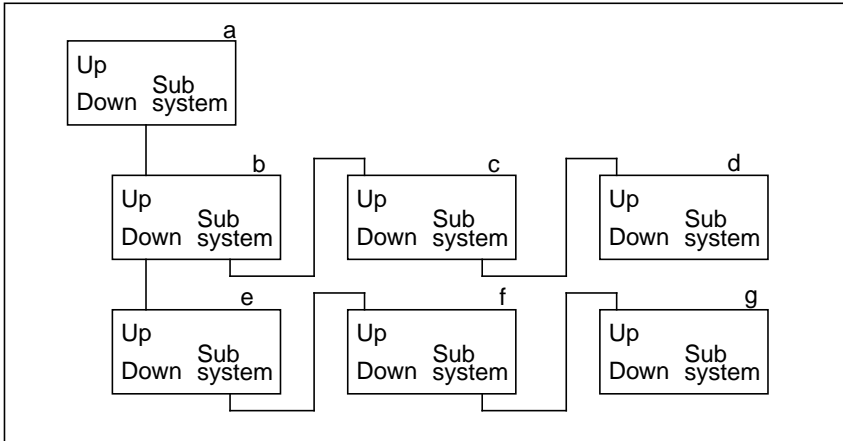 a
Up
Sub
Down system
b
Up
Sub
Down system
c
Up
Sub
Down system
d
Up
Sub
Down system
e
Up
Sub
Down system
f
Up
Sub
Down system
g
Up
Sub
Down system